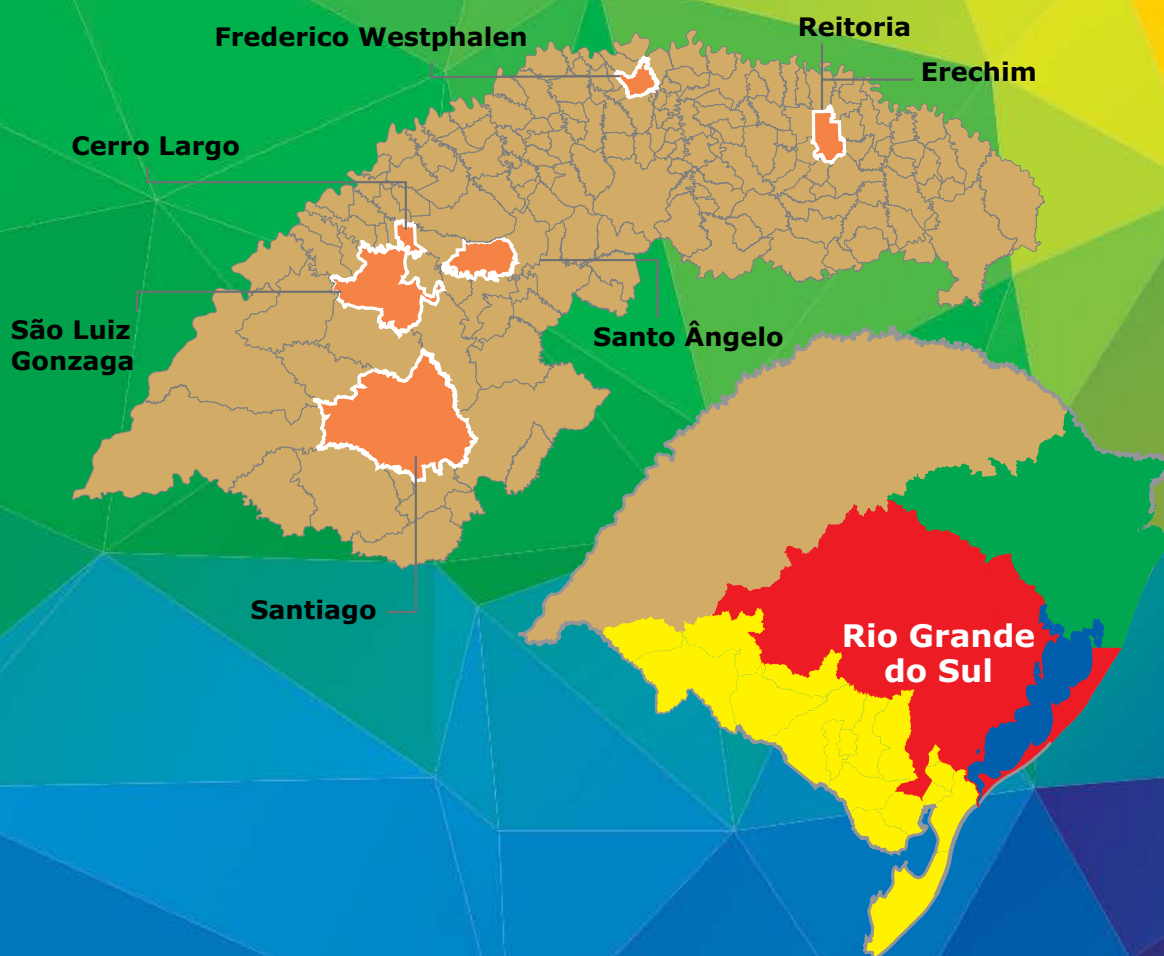 Reitoria
Frederico Westphalen
Erechim
Cerro Largo
São Luiz
Gonzaga
Santo Ângelo
Santiago
Rio Grande
do Sul